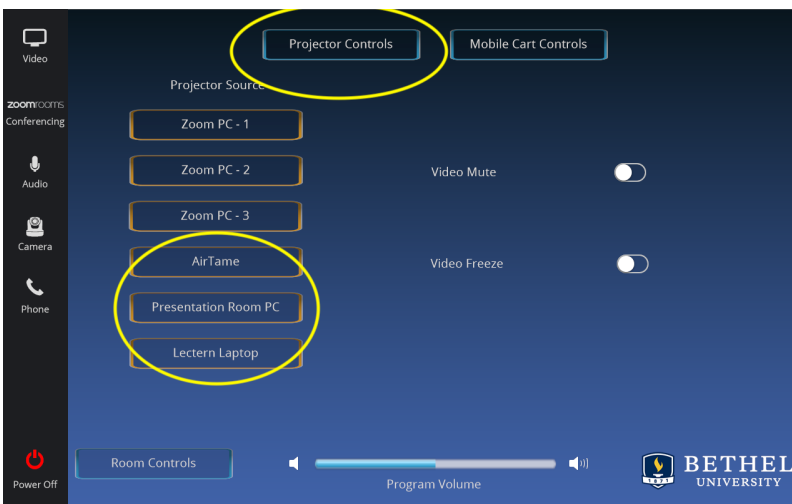 Video
zoomrooms
Conferencing
Audio
Camera
Phone
Power Off
Projector Controls
Mobile Cart Controls
Projector Source
Zoom PC - 1
Zoom PC - 2
Zoom PC - 3
AirTame
Presentation Room PC
Lectern Laptop
Video Mute
Video Freeze
Room Controls
Program Volume
1871
BETHEL
UNIVERSITY